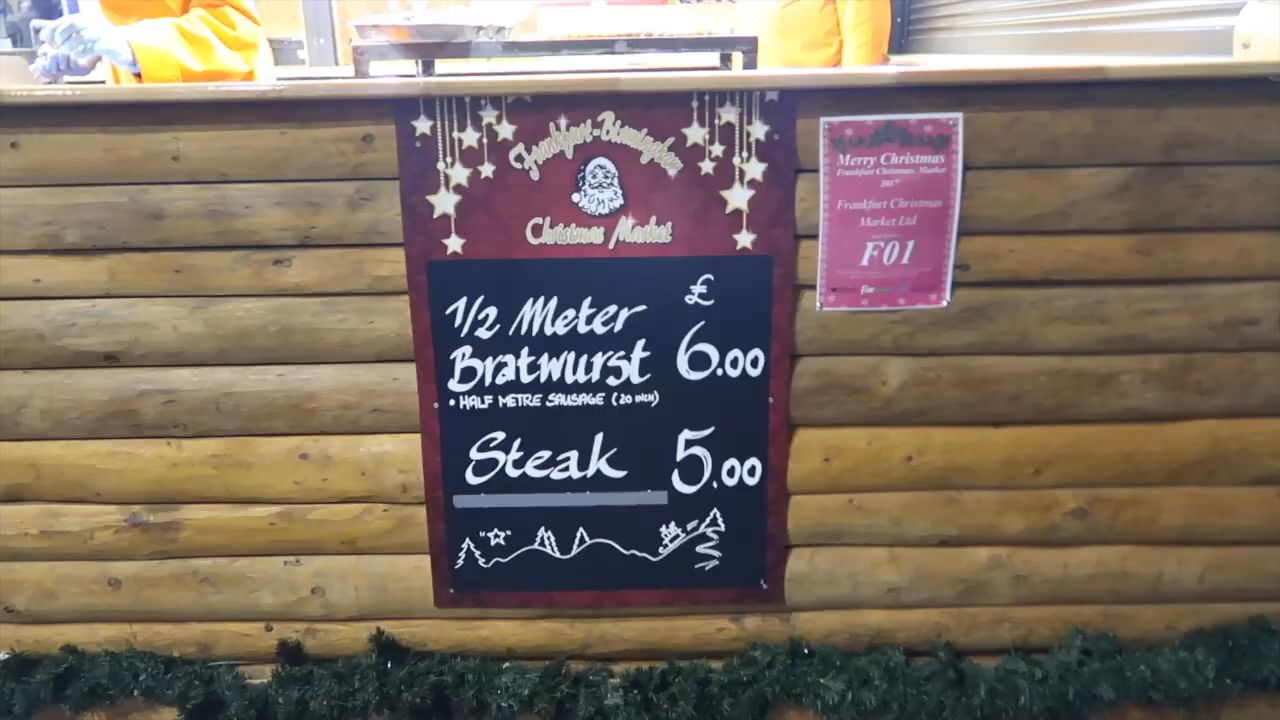 Frankfurt-Birmingham
Christmas Market
£
1/2 Meter
Bratwurst 6.00
• HALF METRE SAUSAGE (20 INCH)
Steak 5.00
Merry Christmas
Frankfurt Christmas Market
2017
Frankfurt Christmas
Market Ltd
F01